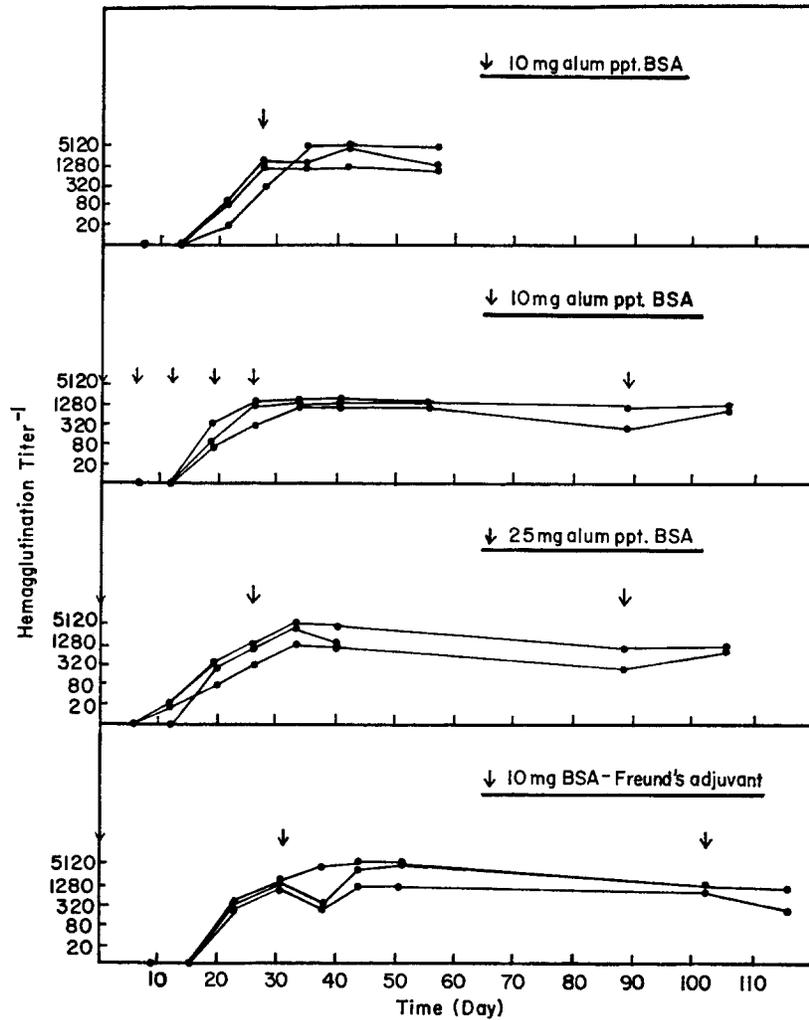 ↓ 10 mg alum ppt. BSA
5120
1280
320
80
20
↓ 10 mg alum ppt. BSA
5120
1280
320
80
20
Hemagglutination Titer⁻¹
↓ 25 mg alum ppt. BSA
5120
1280
320
80
20
↓ 10 mg BSA - Freund's adjuvant
5120
1280
320
80
20
10 20 30 40 50 60 70 80 90 100 110
Time (Day)